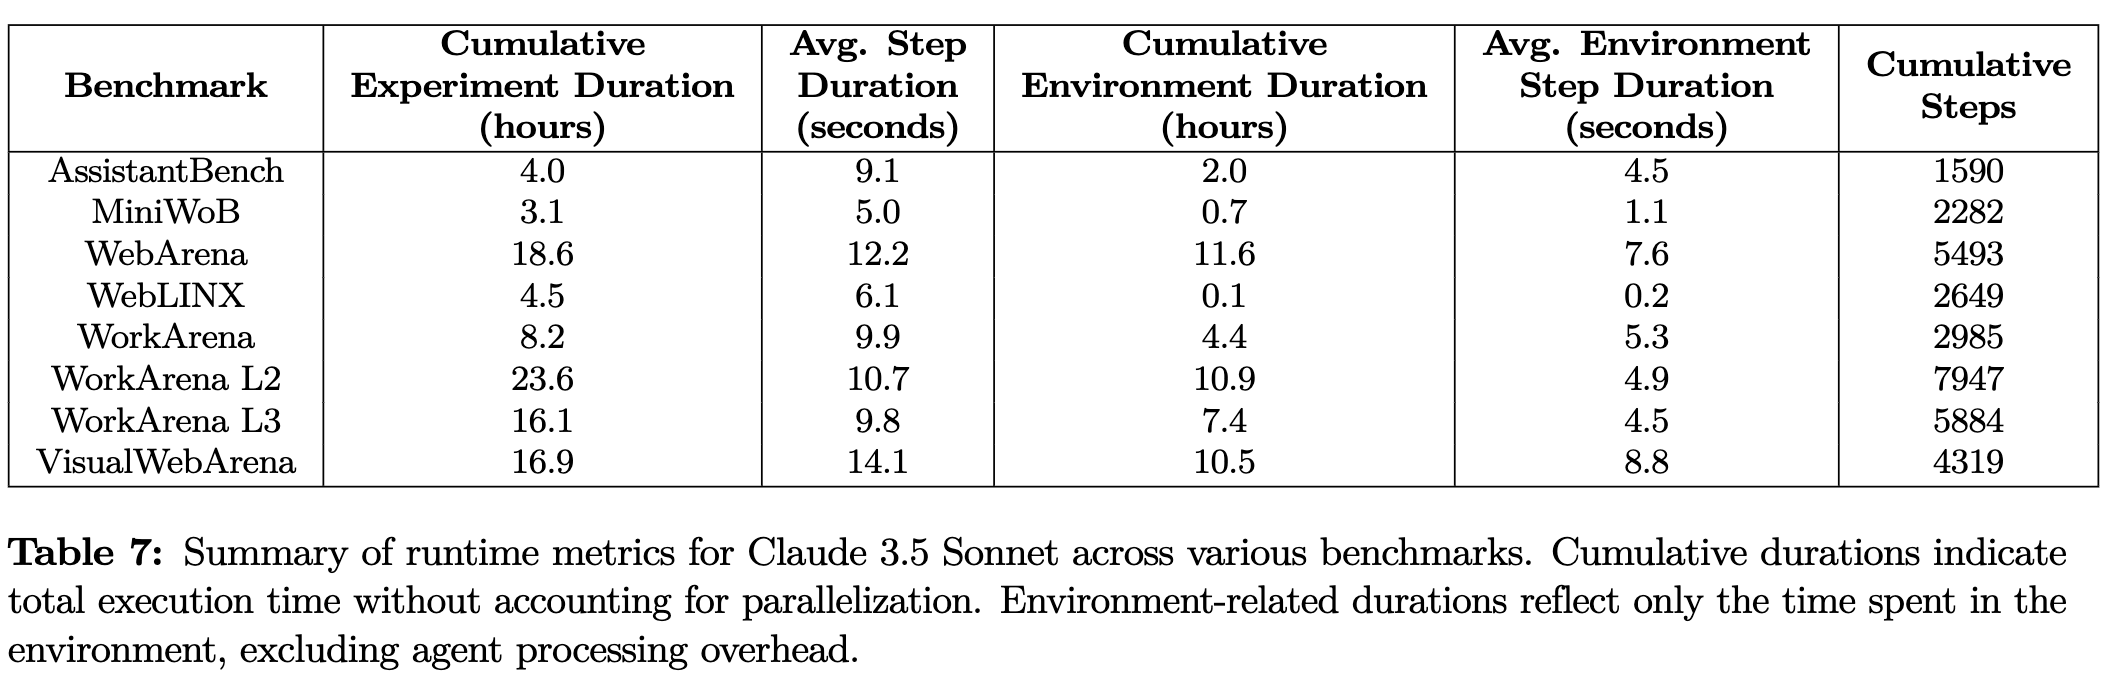 Benchmark Cumulative Experiment Duration (hours) Avg. Step Duration (seconds) Cumulative Environment Duration (hours) Avg. Environment Step Duration (seconds) Cumulative Steps
AssistantBench 4.0 9.1 2.0 4.5 1590
MiniWoB 3.1 5.0 0.7 1.1 2282
WebArena 18.6 12.2 11.6 7.6 5493
WebLINX 4.5 6.1 0.1 0.2 2649
WorkArena 8.2 9.9 4.4 5.3 2985
WorkArena L2 23.6 10.7 10.9 4.9 7947
WorkArena L3 16.1 9.8 7.4 4.5 5884
VisualWebArena 16.9 14.1 10.5 8.8 4319
Table 7: Summary of runtime metrics for Claude 3.5 Sonnet across various benchmarks. Cumulative durations indicate
total execution time without accounting for parallelization. Environment-related durations reflect only the time spent in the
environment, excluding agent processing overhead.